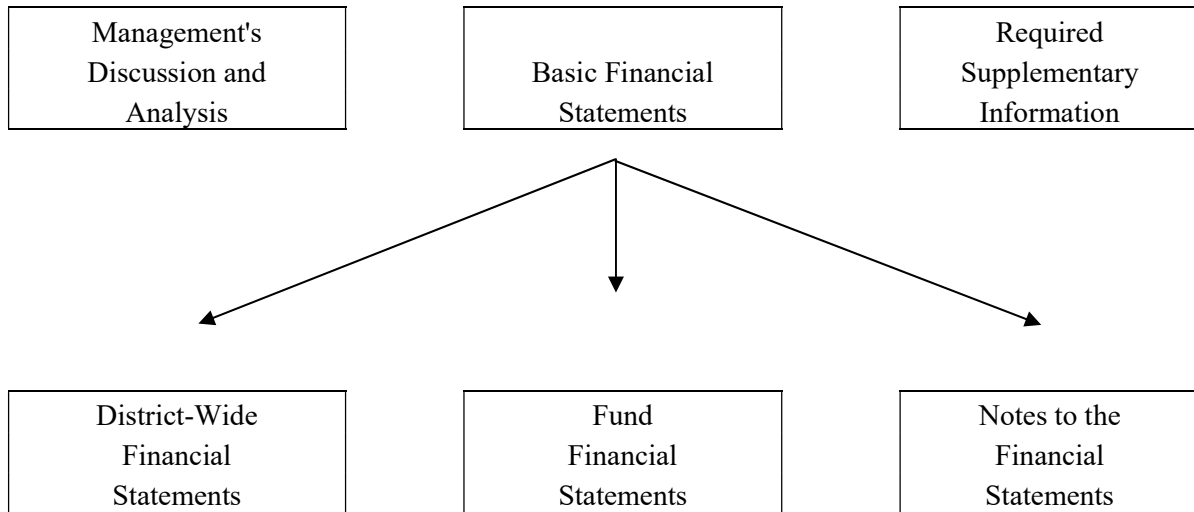 Management's
Discussion and
Analysis
Basic Financial
Statements
Required
Supplementary
Information
District-Wide
Financial
Statements
Fund
Financial
Statements
Notes to the
Financial
Statements